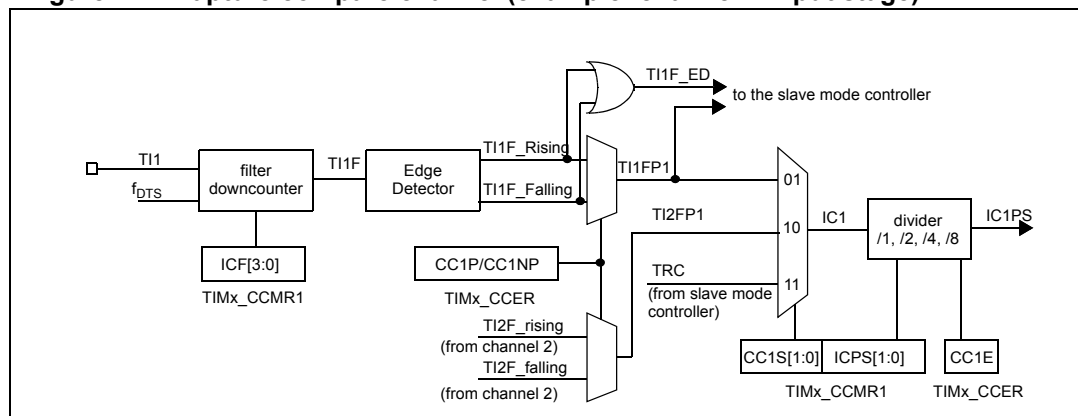 TI1F_ED
to the slave mode controller
TI1
fDTS
filter
downcounter
TI1F
Edge
Detector
TI1F_Rising
TI1F_Falling
TI1FP1
TI2FP1
01
10
11
IC1
divider
/1, /2, /4, /8
IC1PS
ICF[3:0]
TIMx_CCMR1
CC1P/CC1NP
TIMx_CCER
TRC
(from slave mode
controller)
TI2F_rising
(from channel 2)
TI2F_falling
(from channel 2)
CC1S[1:0]
ICPS[1:0]
TIMx_CCMR1
CC1E
TIMx_CCER